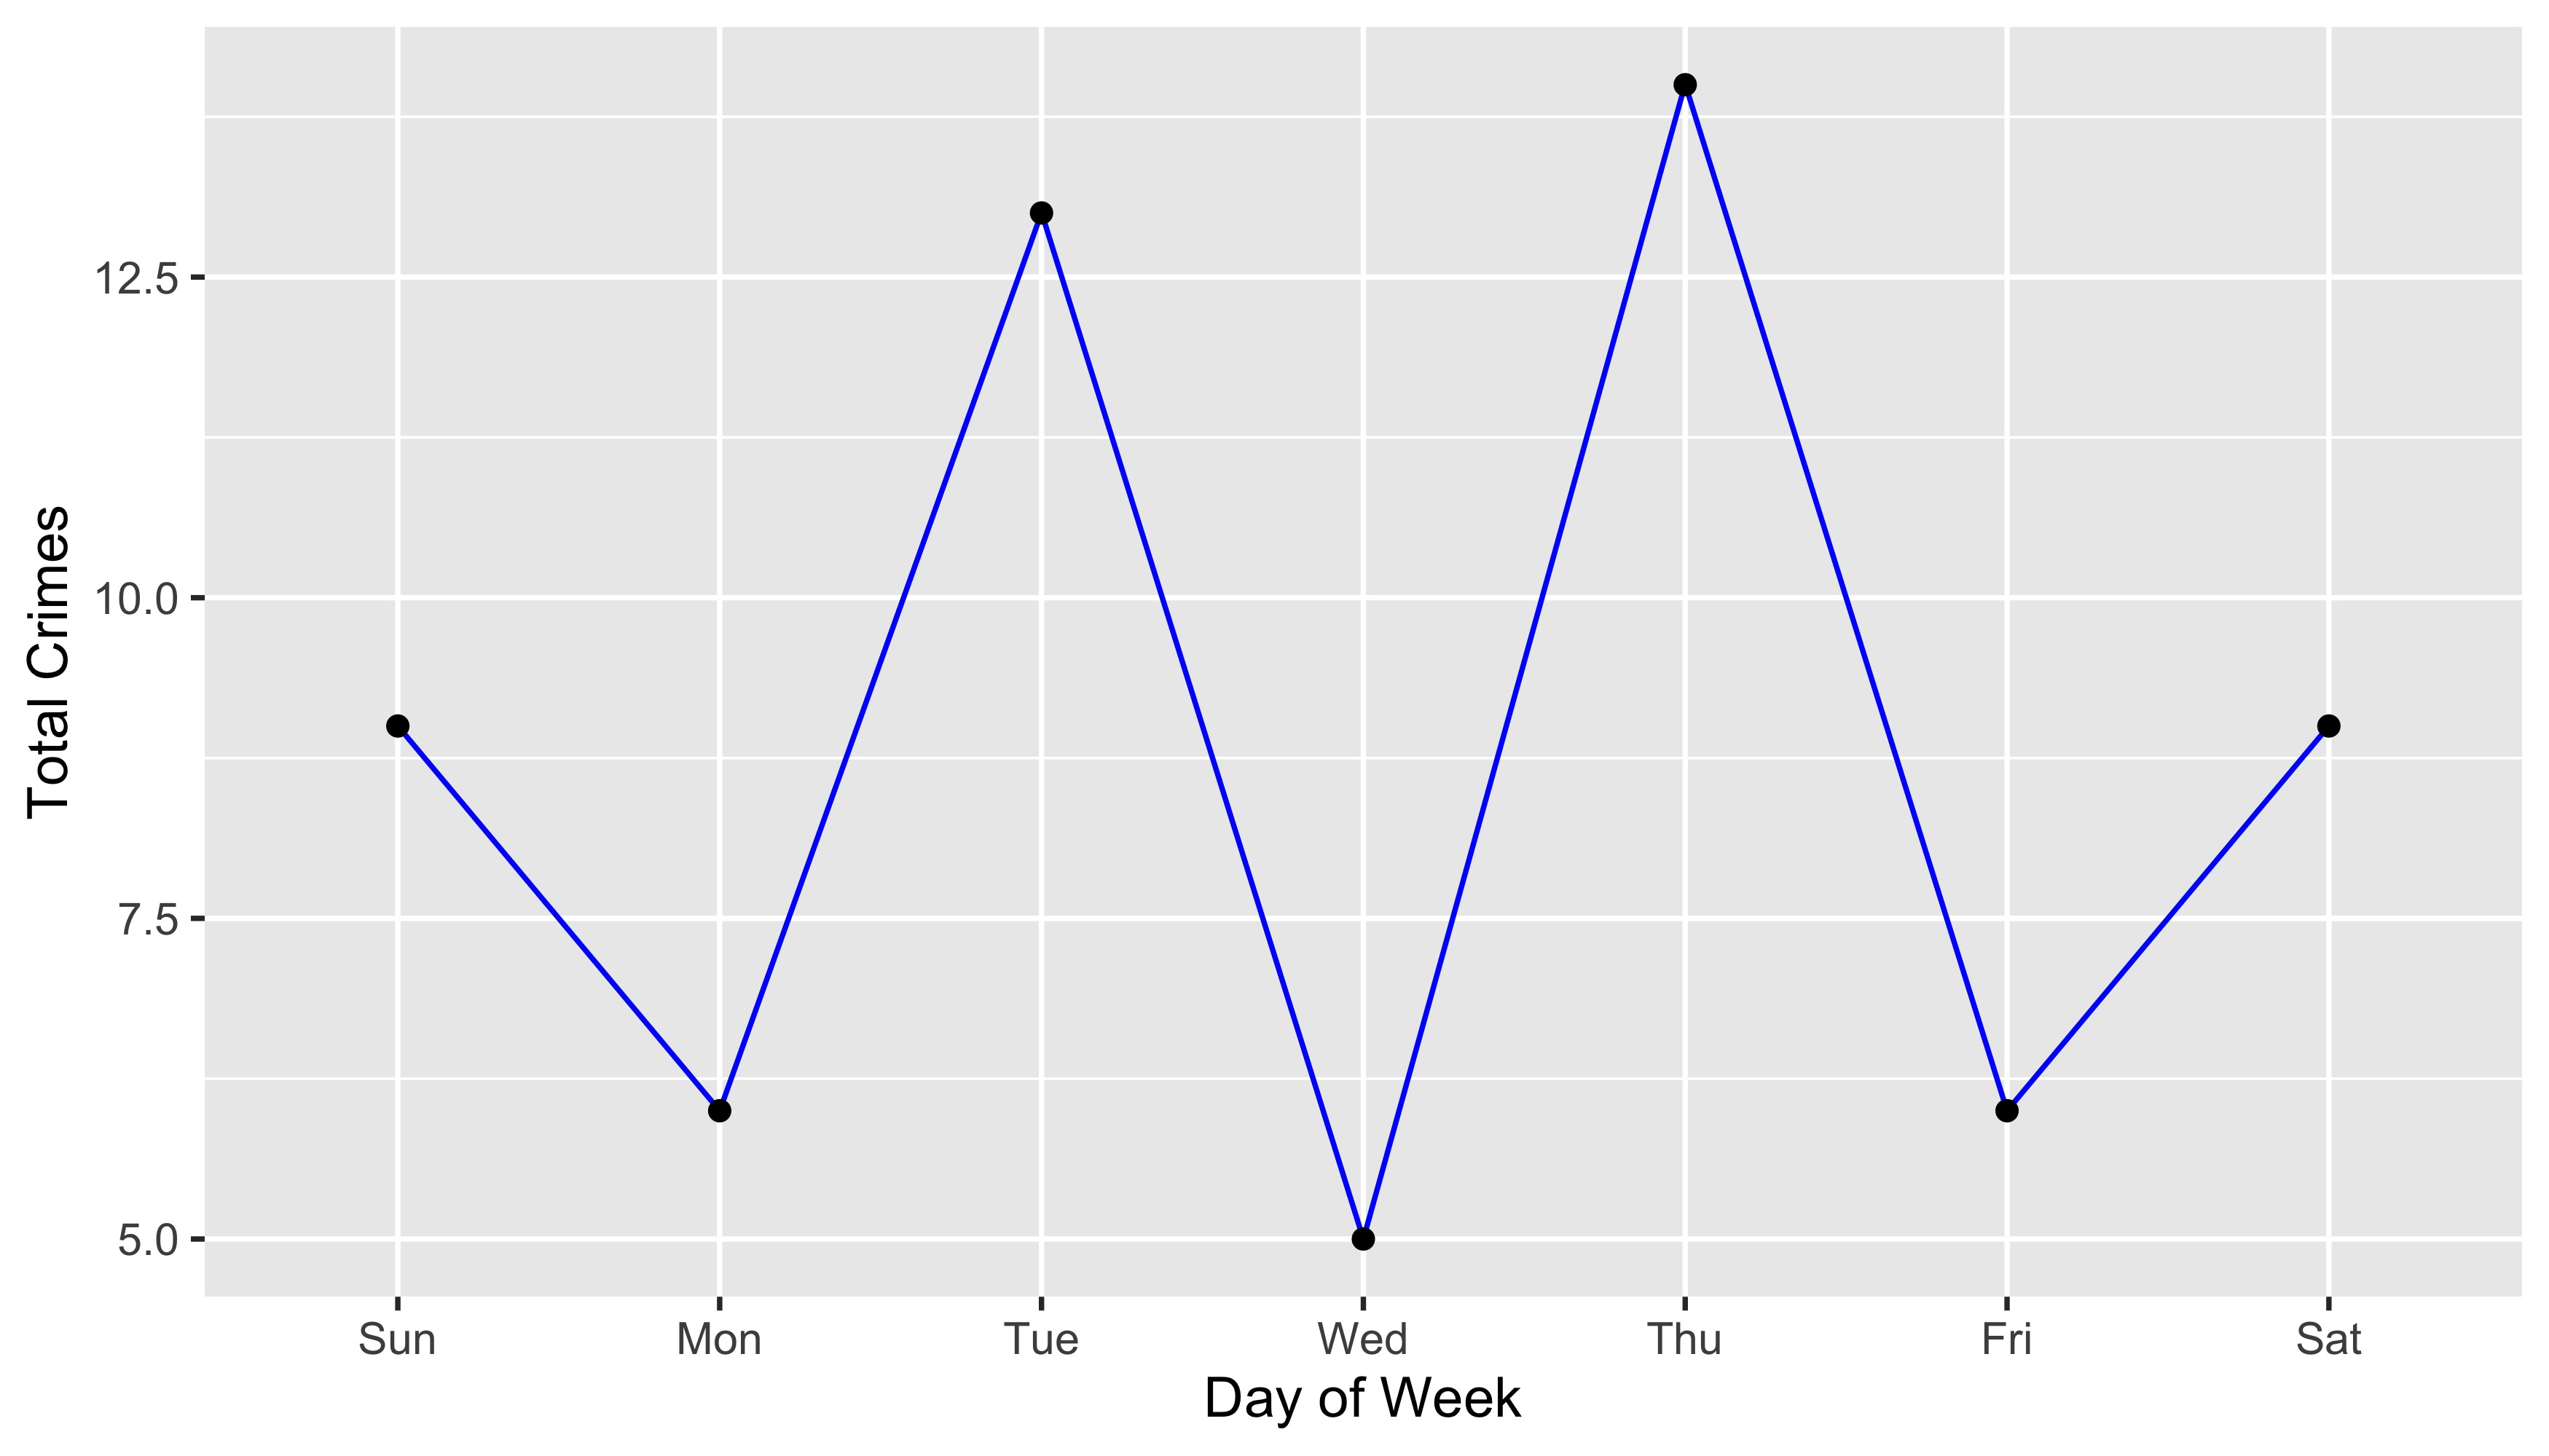 Total Crimes
12.5
10.0
7.5
5.0
Sun Mon Tue Wed Thu Fri Sat
Day of Week